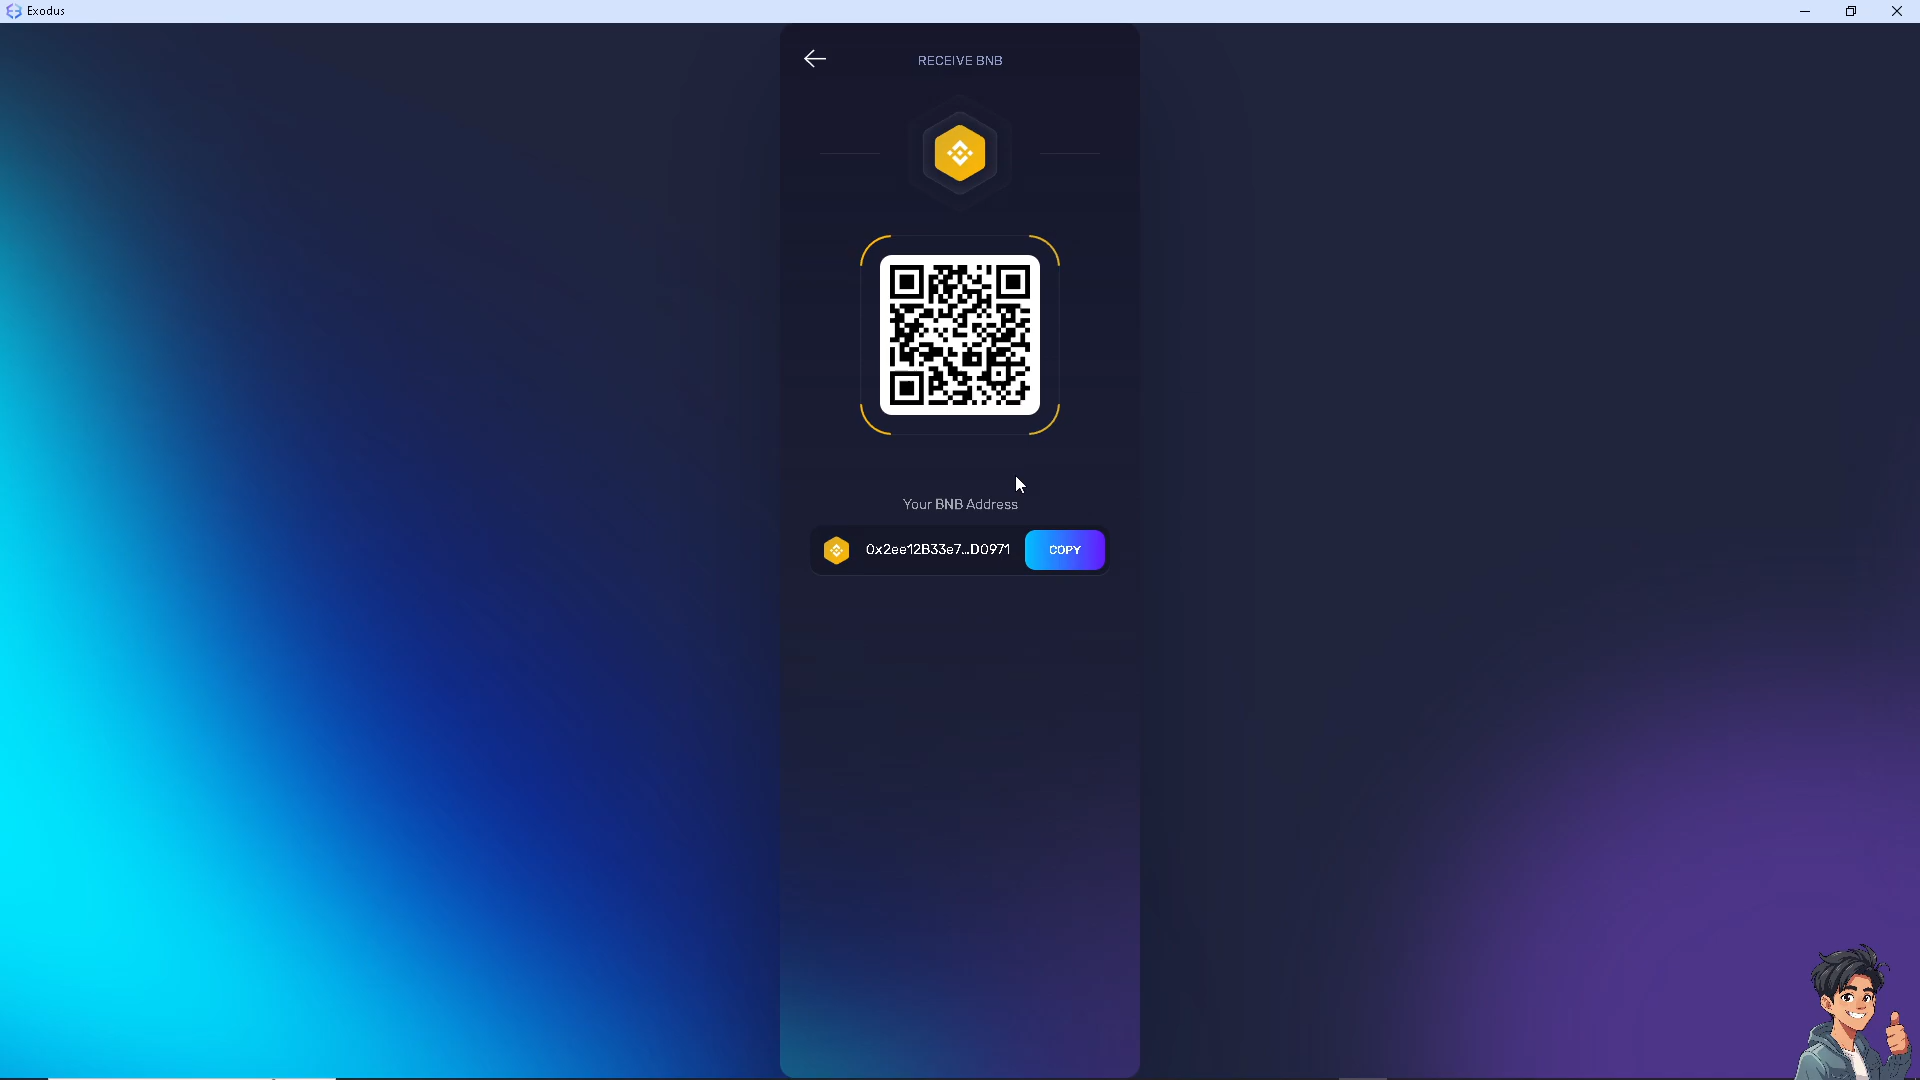 Exodus
RECEIVE BNB
Your BNB Address
0x2ee12B33e7...D0971
COPY